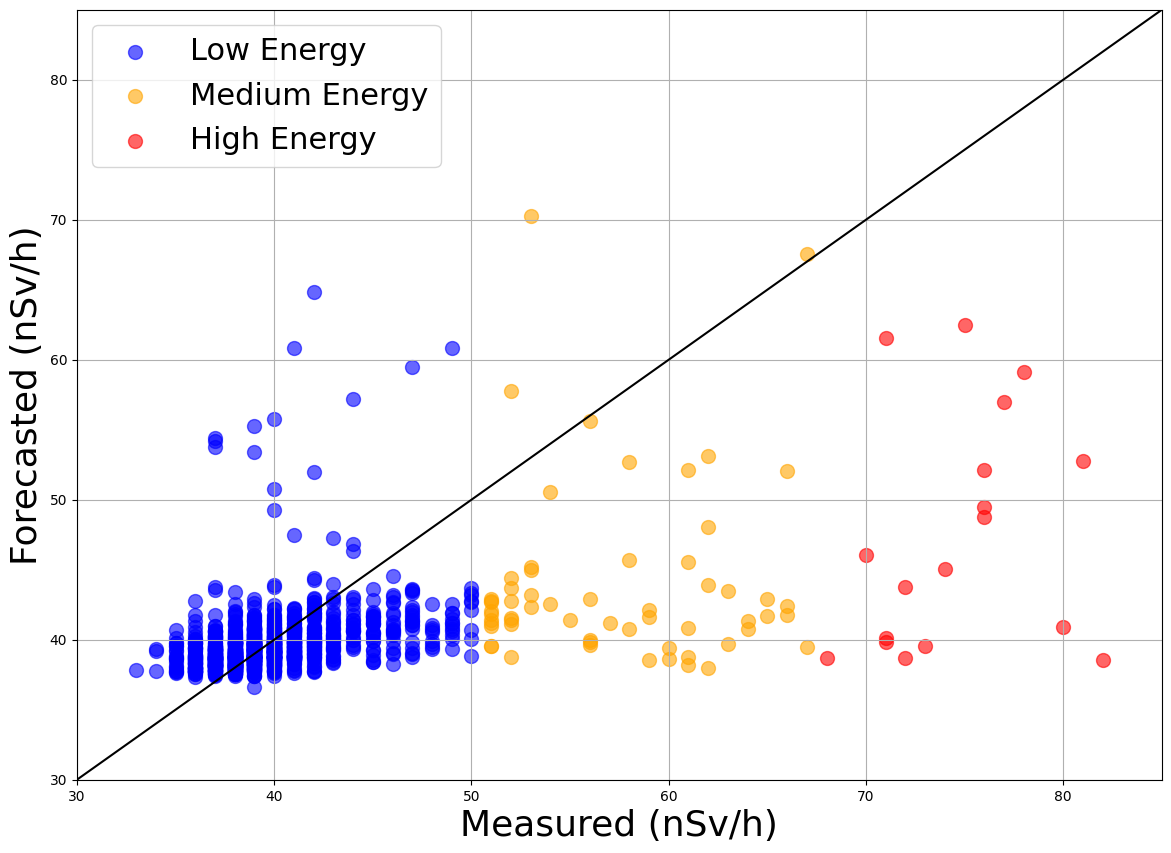 Low Energy
Medium Energy
High Energy
80
70
60
50
40
30
Forecasted (nSv/h)
30 40 50 60 70 80
Measured (nSv/h)